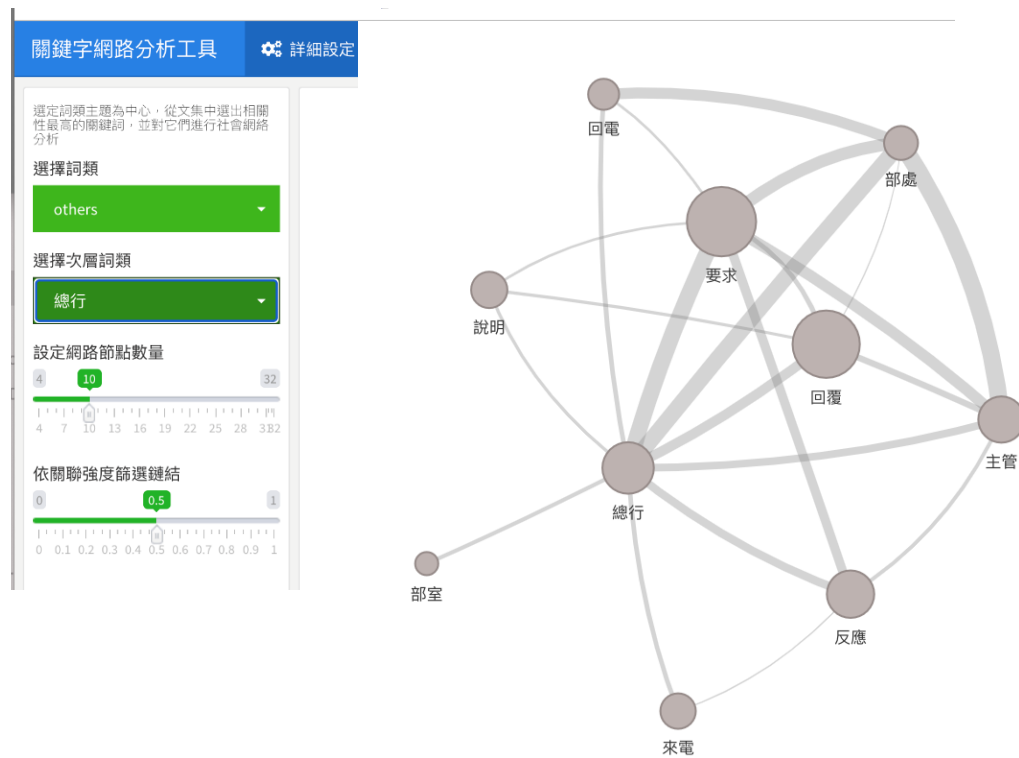 關鍵字網路分析工具
詳細設定
選定詞類主題為中心，從文集中選出相關
性最高的關鍵詞，並對它們進行社會網絡
分析
選擇詞類
others
選擇次層詞類
總行
設定網路節點數量
4 10 32
4 7 10 13 16 19 22 25 28 3132
依關聯強度篩選鏈結
0 0.5 1
0 0.1 0.2 0.3 0.4 0.5 0.6 0.7 0.8 0.9 1
回電
部處
要求
說明
回覆
主管
總行
部室
反應
來電